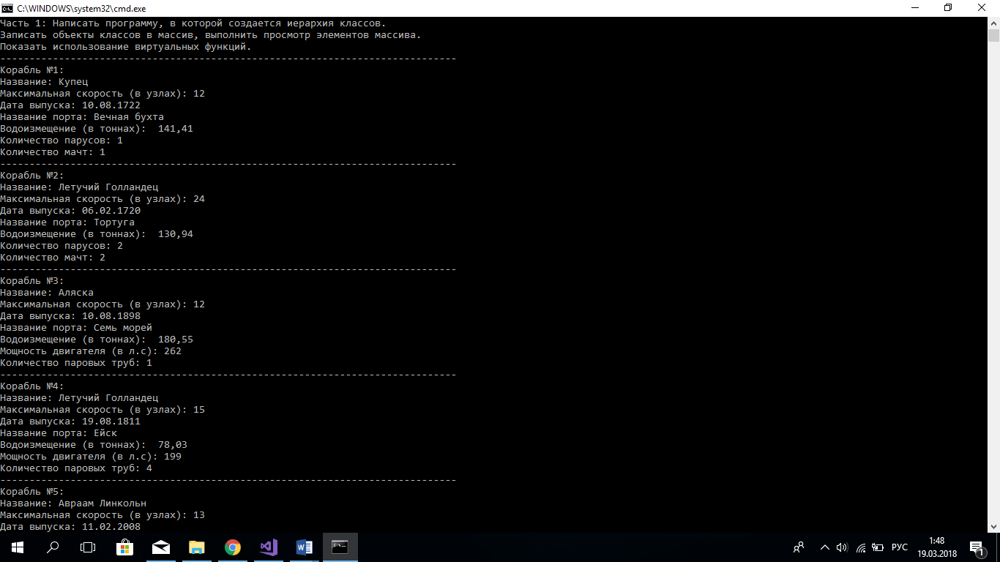 C:\WINDOWS\system32\cmd.exe
Часть 1: Написать программу, в которой создается иерархия классов.
Записать объекты классов в массив, выполнить просмотр элементов массива.
Показать использование виртуальных функций.
------------------------------------------------------------------------------
Корабль №1:
Название: Купец
Максимальная скорость (в узлах): 12
Дата выпуска: 10.08.1722
Название порта: Вечная бухта
Водоизмещение (в тоннах):  141,41
Количество парусов: 1
Количество мачт: 1
------------------------------------------------------------------------------
Корабль №2:
Название: Летучий Голландец
Максимальная скорость (в узлах): 24
Дата выпуска: 06.02.1720
Название порта: Тортуга
Водоизмещение (в тоннах):  130,94
Количество парусов: 2
Количество мачт: 2
------------------------------------------------------------------------------
Корабль №3:
Название: Аляска
Максимальная скорость (в узлах): 12
Дата выпуска: 10.08.1898
Название порта: Семь морей
Водоизмещение (в тоннах):  180,55
Мощность двигателя (в л.с): 262
Количество паровых труб: 1
------------------------------------------------------------------------------
Корабль №4:
Название: Летучий Голландец
Максимальная скорость (в узлах): 15
Дата выпуска: 19.08.1811
Название порта: Ейск
Водоизмещение (в тоннах):  78,03
Мощность двигателя (в л.с): 199
Количество паровых труб: 4
------------------------------------------------------------------------------
Корабль №5:
Название: Авраам Линкольн
Максимальная скорость (в узлах): 13
Дата выпуска: 11.02.2008
РУС
1:48
19.03.2018
1